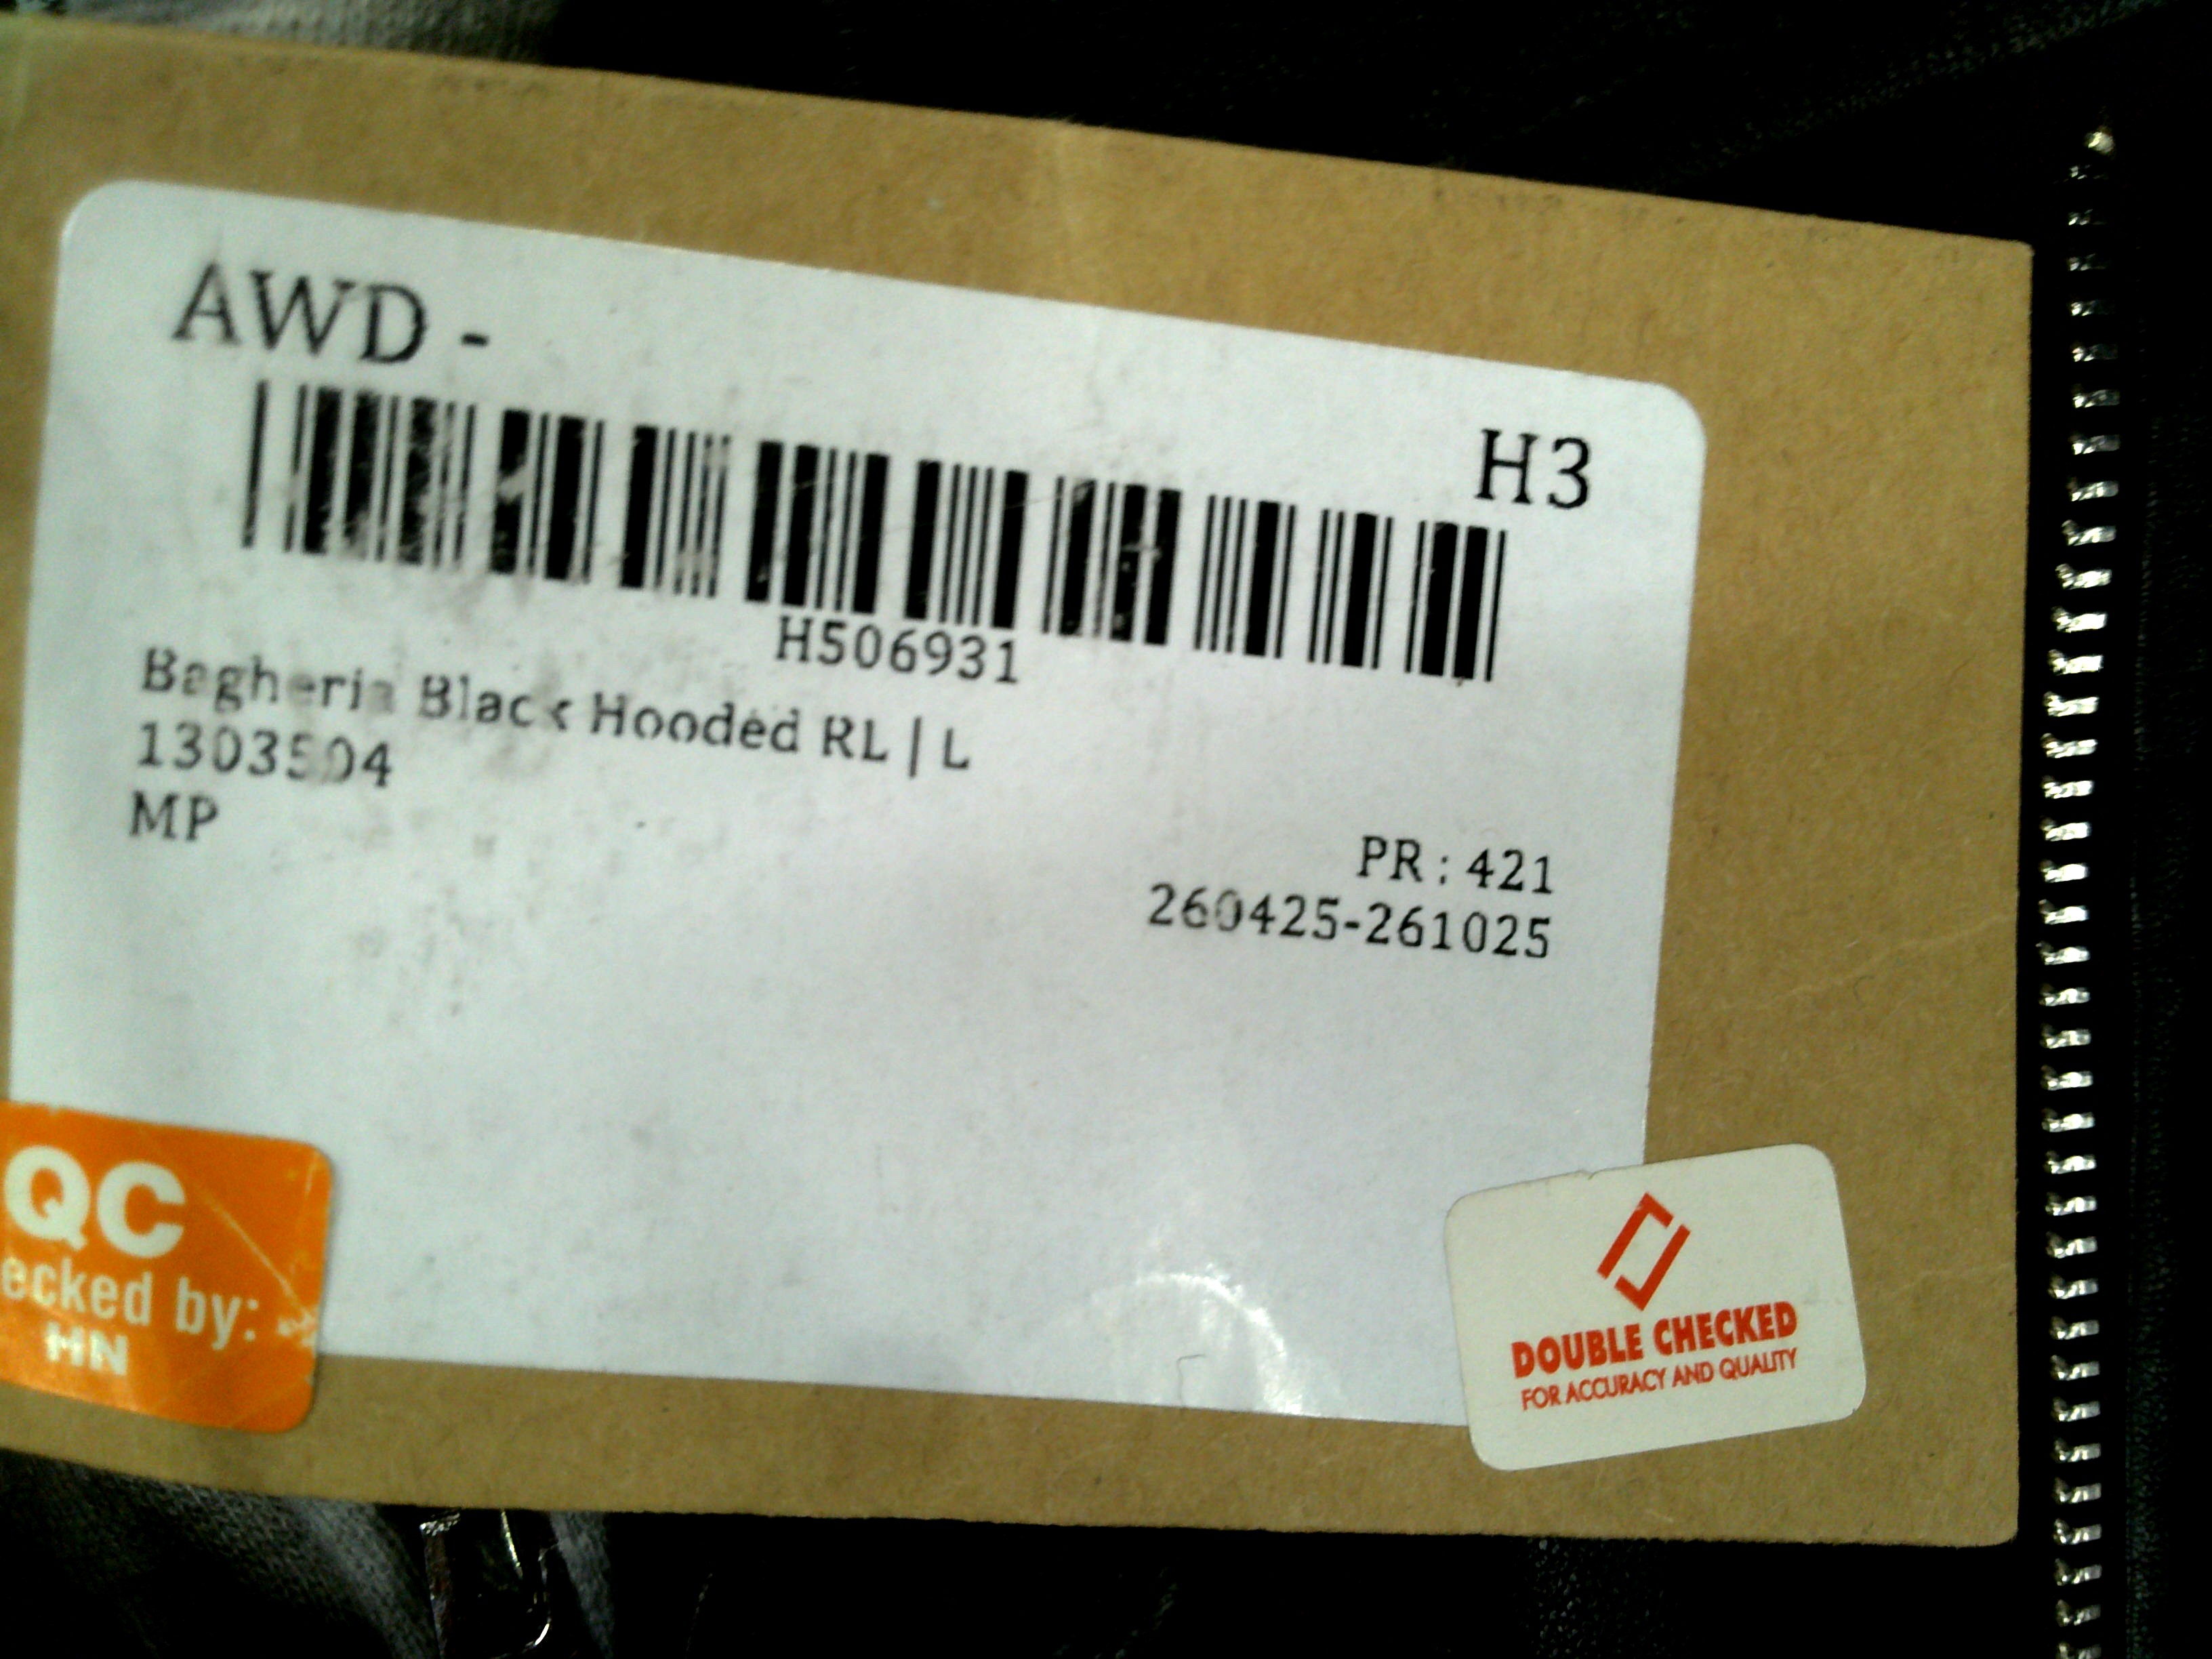 AWD -
H3
H506931
Bagheria Black Hooded RL | L
1303504
MP
PR : 421
260425-261025
QC
ecked by:
MN
DOUBLE CHECKED
FOR ACCURACY AND QUALITY